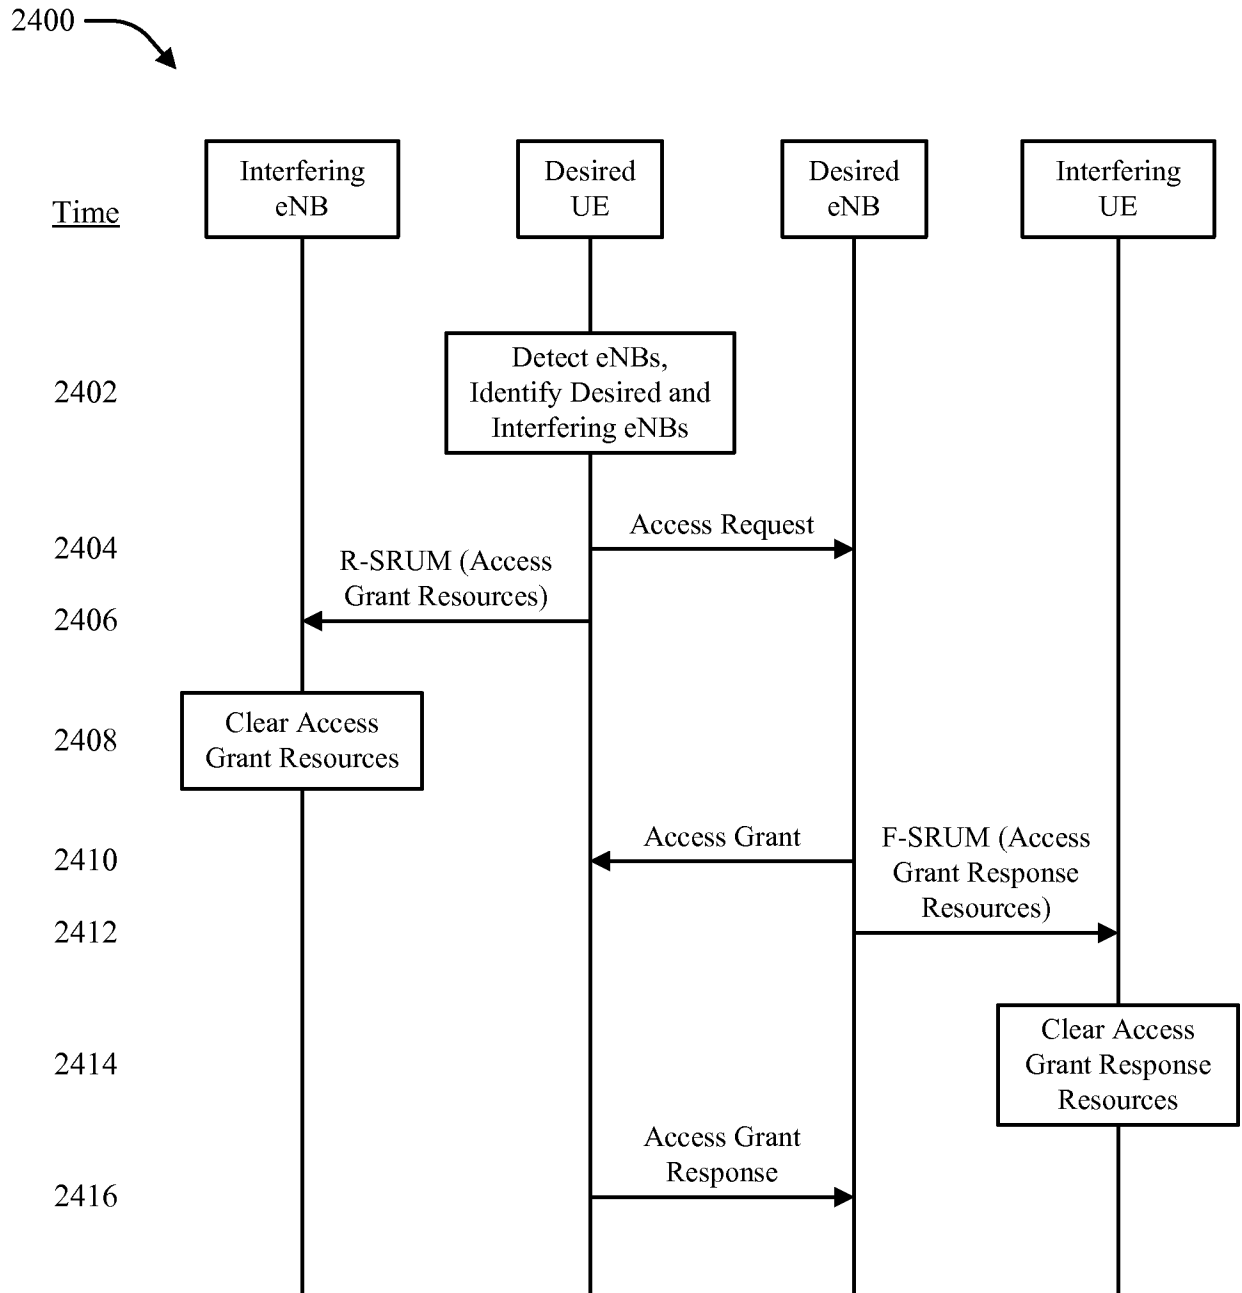 2400
Interfering
eNB
Desired
UE
Desired
eNB
Interfering
UE
Time
2402
Detect eNBs,
Identify Desired and
Interfering eNBs
2404
Access Request
R-SRUM (Access
Grant Resources)
2406
2408
Clear Access
Grant Resources
2410
Access Grant
F-SRUM (Access
Grant Response
Resources)
2412
2414
Clear Access
Grant Response
Resources
Access Grant
Response
2416